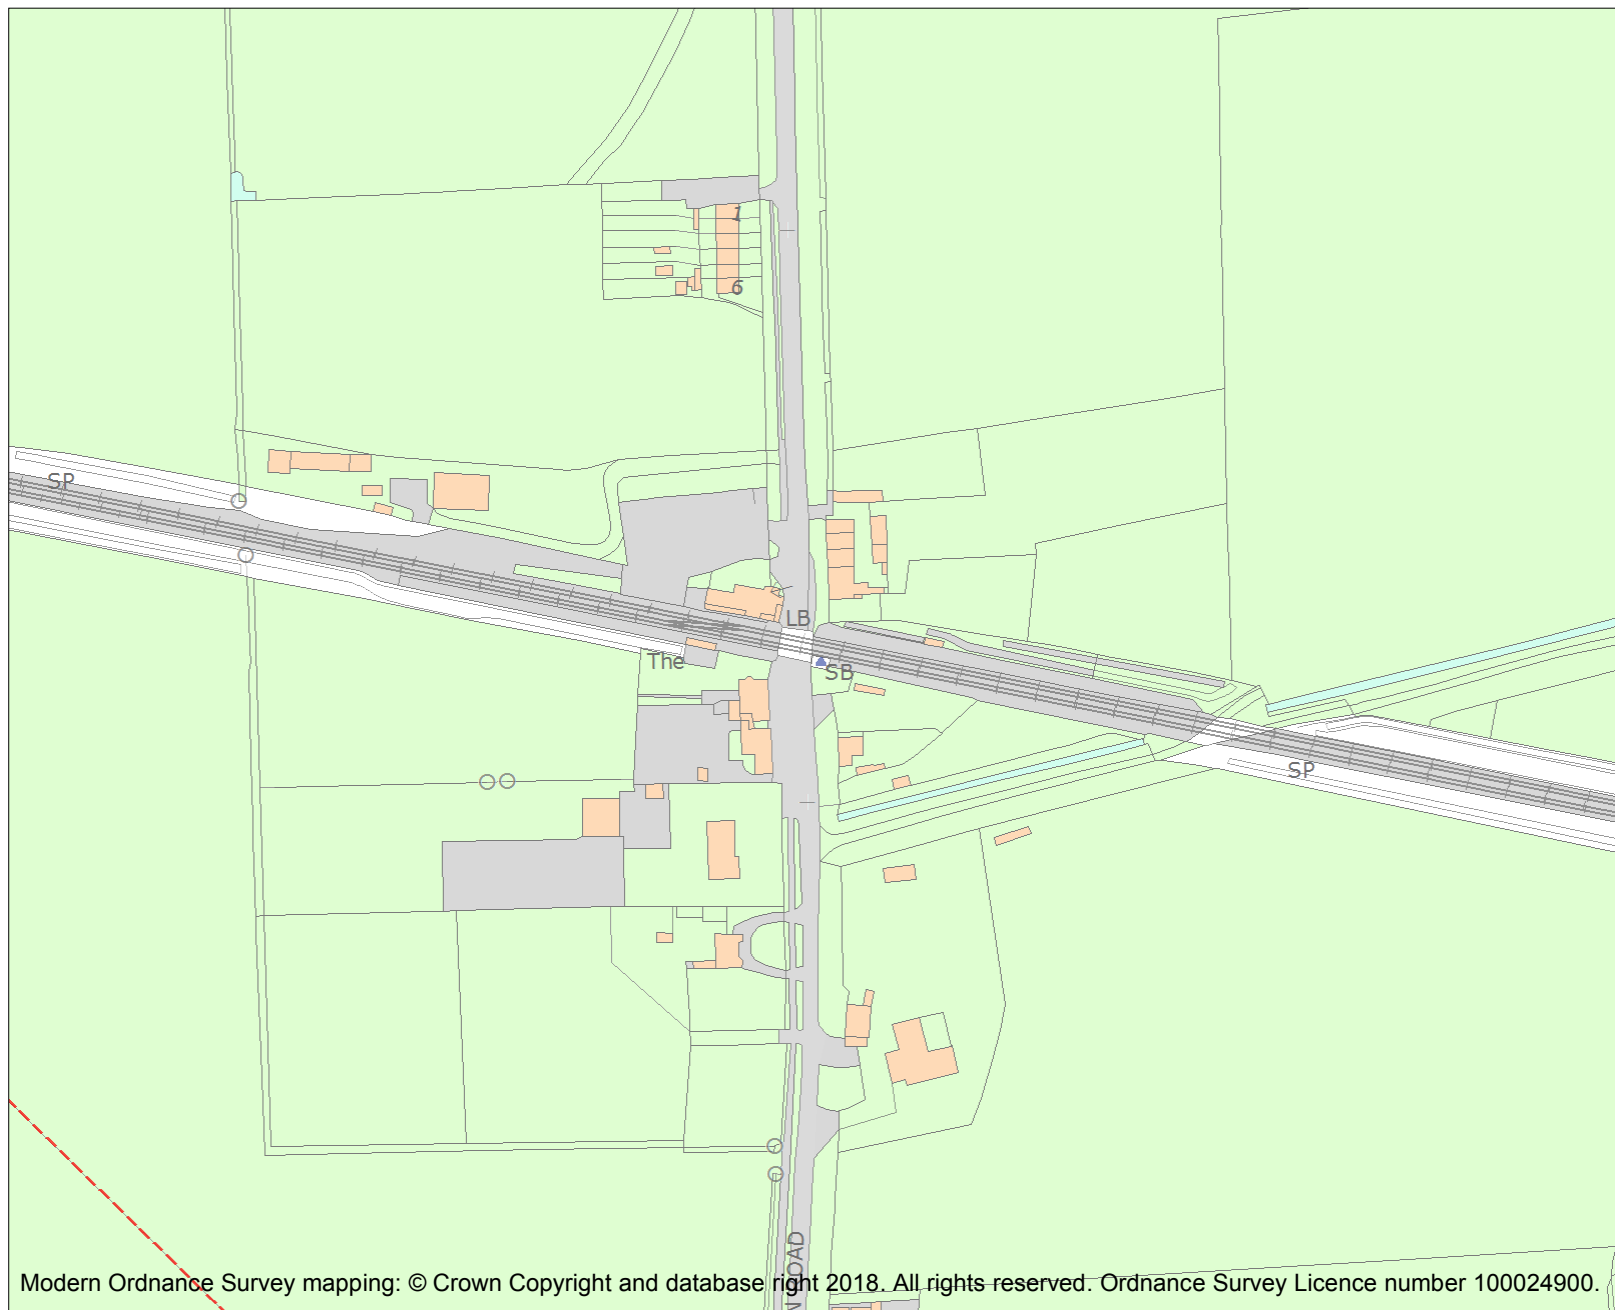 1
6
SP
LB
The
SB
SP
N ROAD
Modern Ordnance Survey mapping: © Crown Copyright and database right 2018. All rights reserved. Ordnance Survey Licence number 100024900.